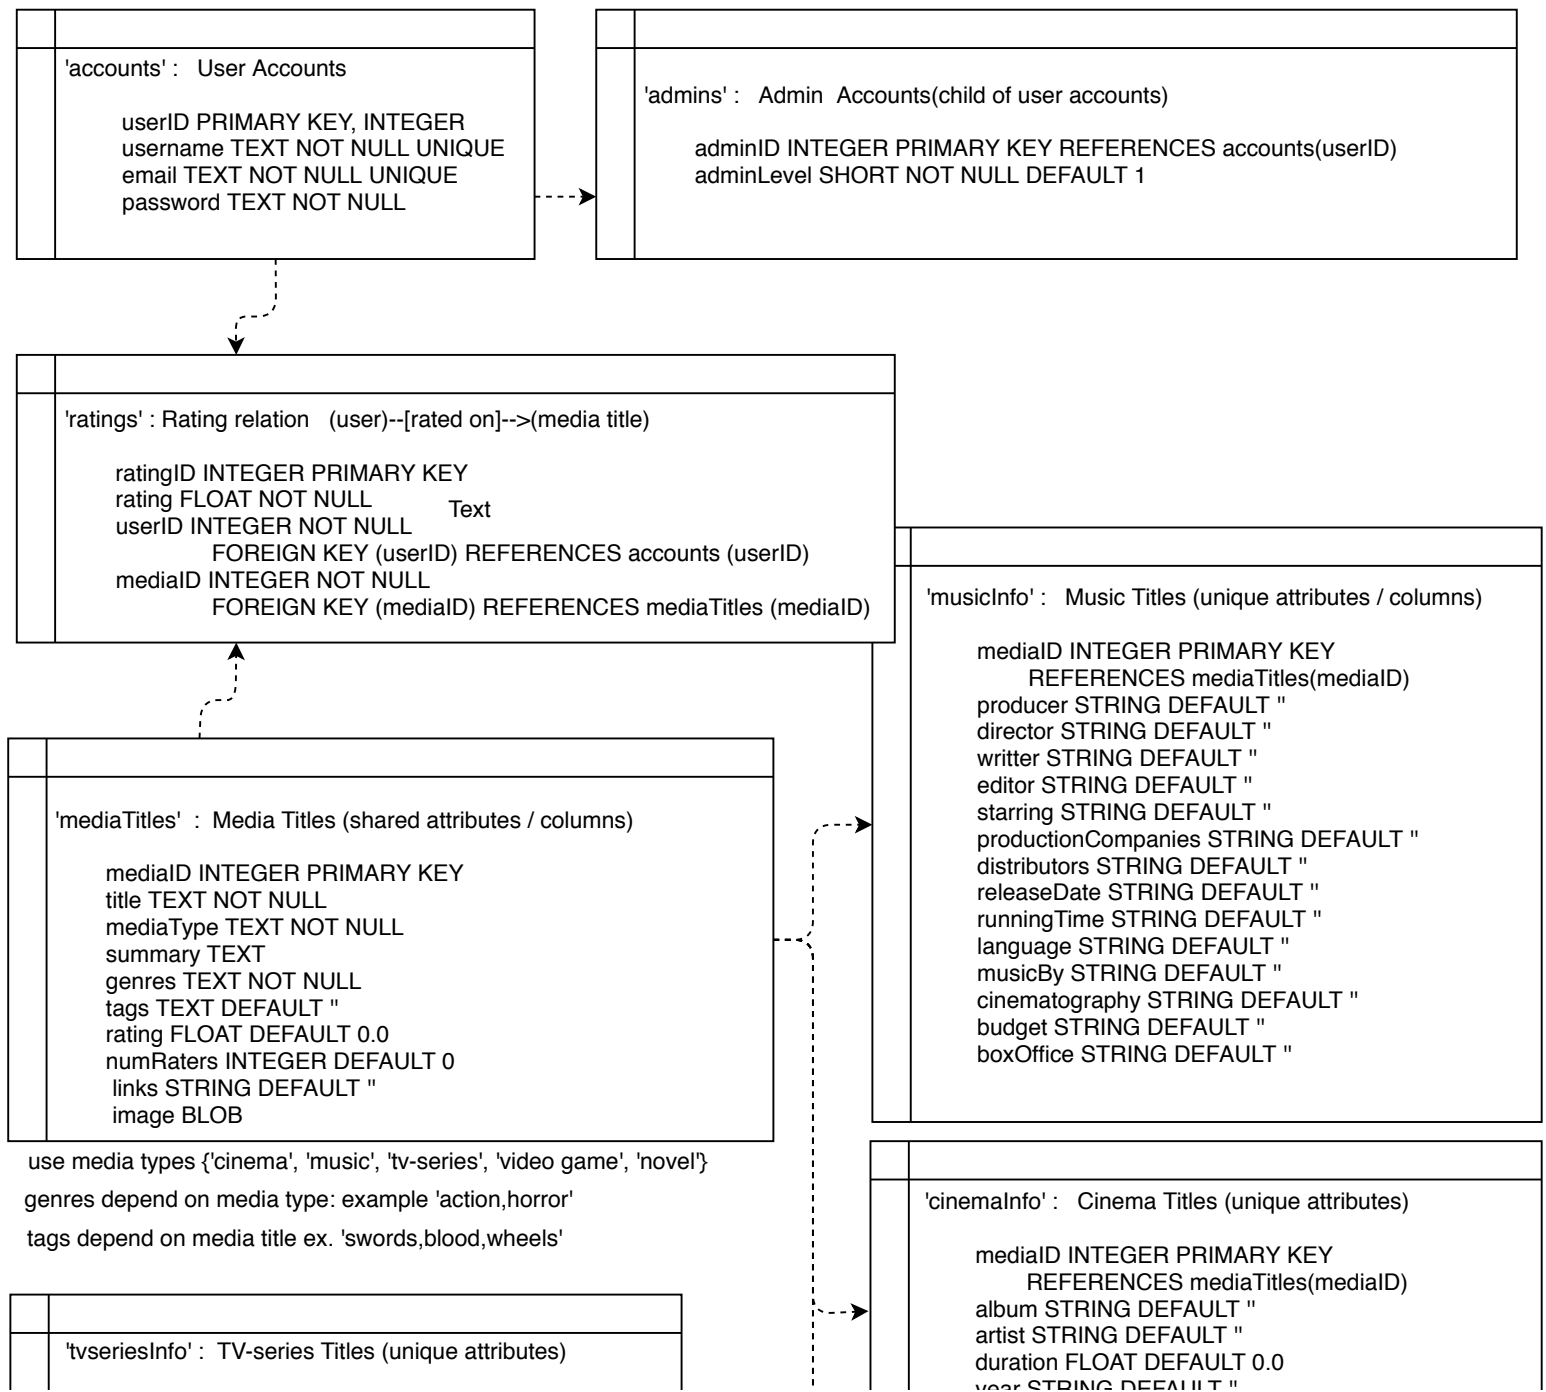 'accounts' : User Accounts
userID PRIMARY KEY, INTEGER
username TEXT NOT NULL UNIQUE
email TEXT NOT NULL UNIQUE
password TEXT NOT NULL
'admins' : Admin Accounts(child of user accounts)
adminID INTEGER PRIMARY KEY REFERENCES accounts(userID)
adminLevel SHORT NOT NULL DEFAULT 1
'ratings' : Rating relation (user)--[rated on]-->(media title)
ratingID INTEGER PRIMARY KEY
rating FLOAT NOT NULL
Text
userID INTEGER NOT NULL
FOREIGN KEY (userID) REFERENCES accounts (userID)
mediaID INTEGER NOT NULL
FOREIGN KEY (mediaID) REFERENCES mediaTitles (mediaID)
'musicInfo' : Music Titles (unique attributes / columns)
mediaID INTEGER PRIMARY KEY
REFERENCES mediaTitles(mediaID)
producer STRING DEFAULT ''
director STRING DEFAULT ''
writter STRING DEFAULT ''
editor STRING DEFAULT ''
starring STRING DEFAULT ''
productionCompanies STRING DEFAULT ''
distributors STRING DEFAULT ''
releaseDate STRING DEFAULT ''
runningTime STRING DEFAULT ''
language STRING DEFAULT ''
musicBy STRING DEFAULT ''
cinematography STRING DEFAULT ''
budget STRING DEFAULT ''
boxOffice STRING DEFAULT ''
'mediaTitles' : Media Titles (shared attributes / columns)
mediaID INTEGER PRIMARY KEY
title TEXT NOT NULL
mediaType TEXT NOT NULL
summary TEXT
genres TEXT NOT NULL
tags TEXT DEFAULT ''
rating FLOAT DEFAULT 0.0
numRaters INTEGER DEFAULT 0
links STRING DEFAULT ''
image BLOB
use media types {'cinema', 'music', 'tv-series', 'video game', 'novel'}
genres depend on media type: example 'action,horror'
tags depend on media title ex. 'swords,blood,wheels'
'cinemaInfo' : Cinema Titles (unique attributes)
mediaID INTEGER PRIMARY KEY
REFERENCES mediaTitles(mediaID)
album STRING DEFAULT ''
artist STRING DEFAULT ''
duration FLOAT DEFAULT 0.0
year STRING DEFAULT ''
'tvseriesInfo' : TV-series Titles (unique attributes)